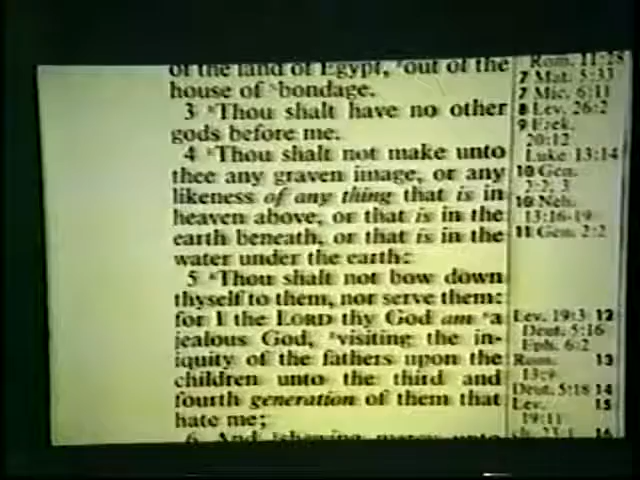 of the land of Egypt, out of the
house of bondage.
3 Thou shalt have no other
gods before me.
4 Thou shalt not make unto
thee any graven image, or any
likeness of any thing that is in
heaven above, or that is in the
earth beneath, or that is in the
water under the earth:
5 Thou shalt not bow down
thyself to them, nor serve them:
for I the LORD thy God am a
jealous God, visiting the in-
iquity of the fathers upon the
children unto the third and
fourth generation of them that
hate me;
6 And shewing mercy unto
Rom. 11:28
7 Mat. 5:33
7 Mic. 6:11
8 Lev. 26:2
9 Ezek.
20:12
Luke 13:14
10 Gen.
2:2, 3
10 Neh.
13:16-19
11 Gen. 2:2
Lev. 19:3 12
Deut. 5:16
Eph. 6:2
Rom. 13
13:9
Deut. 5:18 14
Lev. 15
19:11
16